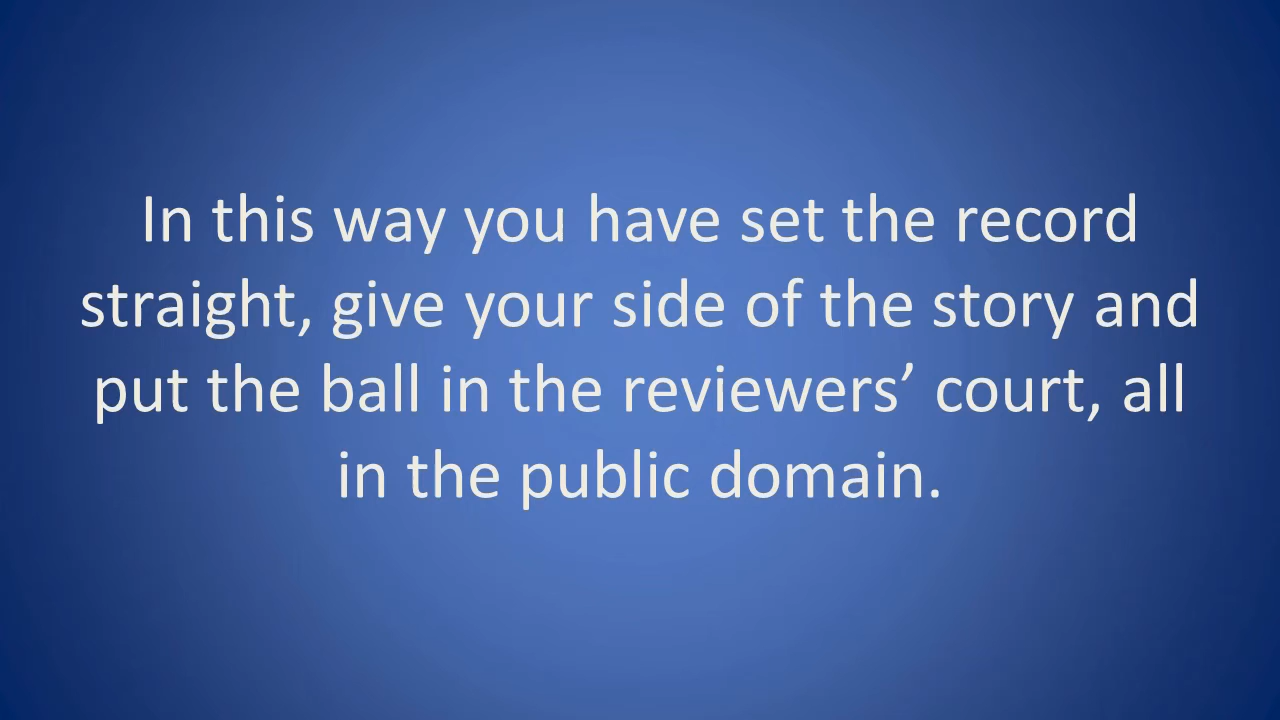 In this way you have set the record
straight, give your side of the story and
put the ball in the reviewers’ court, all
in the public domain.